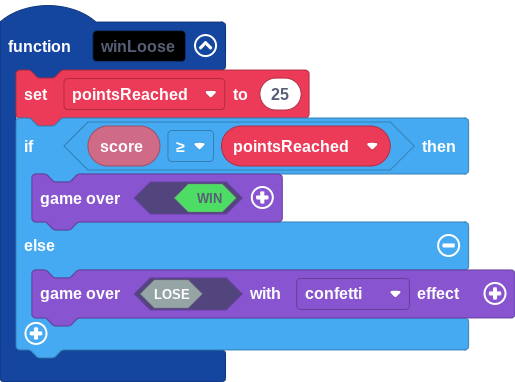 function winLoose
set pointsReached to 25
if score ≥ pointsReached then
game over WIN
else
game over LOSE with confetti effect